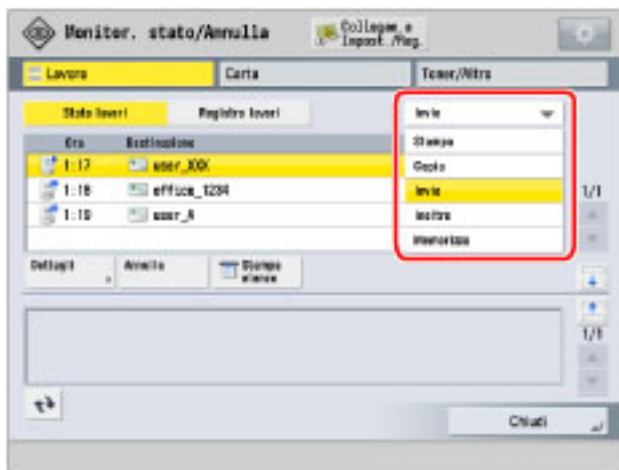 Monitor. stato/Annulla
Collegam. a
Impost./Reg.
Lavoro
Carta
Toner/Altro
Stato lavori
Registro lavori
Invio
Ora
Destinazione
1:17
user_XXX
1:18
office_1234
1:19
user_A
Stampa
Copia
Invio
Inoltro
Memorizza
1/1
Dettagli
Annulla
Stampa
elenco
1/1
Chiudi